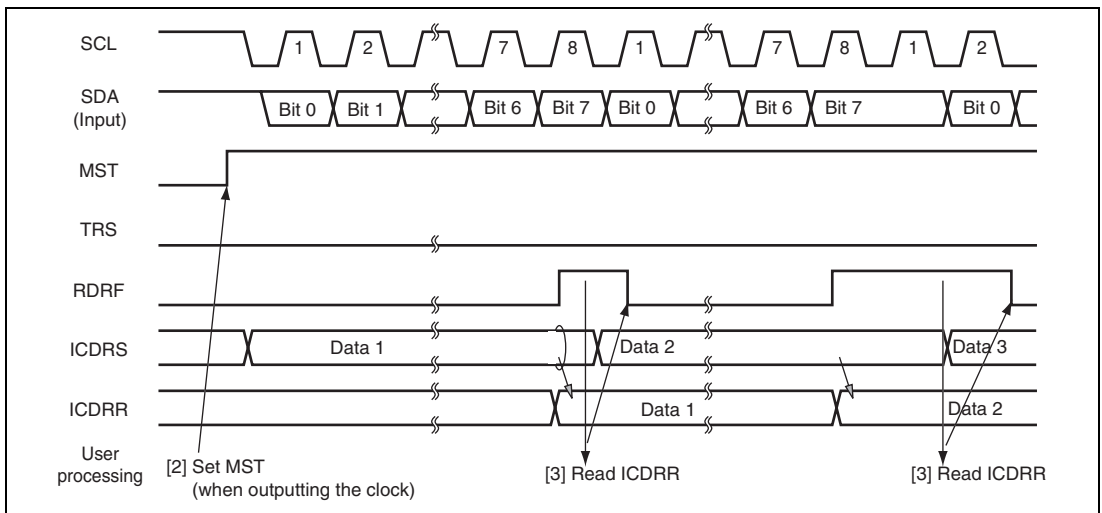 SCL 1 2 7 8 1 7 8 1 2
SDA
(Input) Bit 0 Bit 1 Bit 6 Bit 7 Bit 0 Bit 6 Bit 7 Bit 0
MST
TRS
RDRF
ICDRS Data 1 Data 2 Data 3
ICDRR Data 1 Data 2
User
processing
[2] Set MST
(when outputting the clock)
[3] Read ICDRR
[3] Read ICDRR